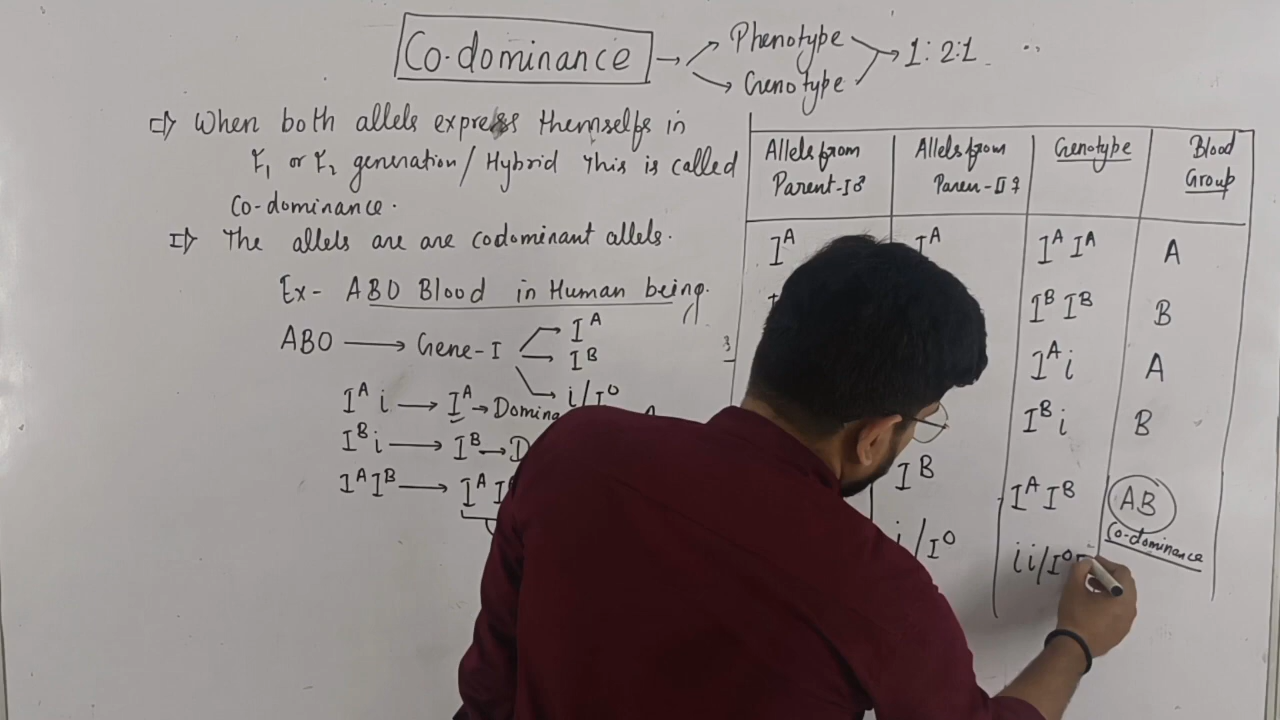 Co-dominance → Phenotype
Genotype → 1:2:1
⇒ When both allels express themselfs in
F₁ or F₂ generation/Hybrid this is called
Co-dominance.
II⇒ The allels are are codominant allels.
Ex- ABO Blood in Human being.
ABO → Gene-I
I^A
I^B
i/I^O
I^A i → I^A → Domina
I^B i → I^B → D
I^A I^B → I^A I
Allels from Parent-I♂ | Allels from Paren-II♀ | Genotype | Blood Group
I^A | I^A | I^A I^A | A
I^B I^B | B
I^A i | A
I^B i | B
I^B | I^A I^B | AB
Co-dominance
i/I^O | ii/I^O